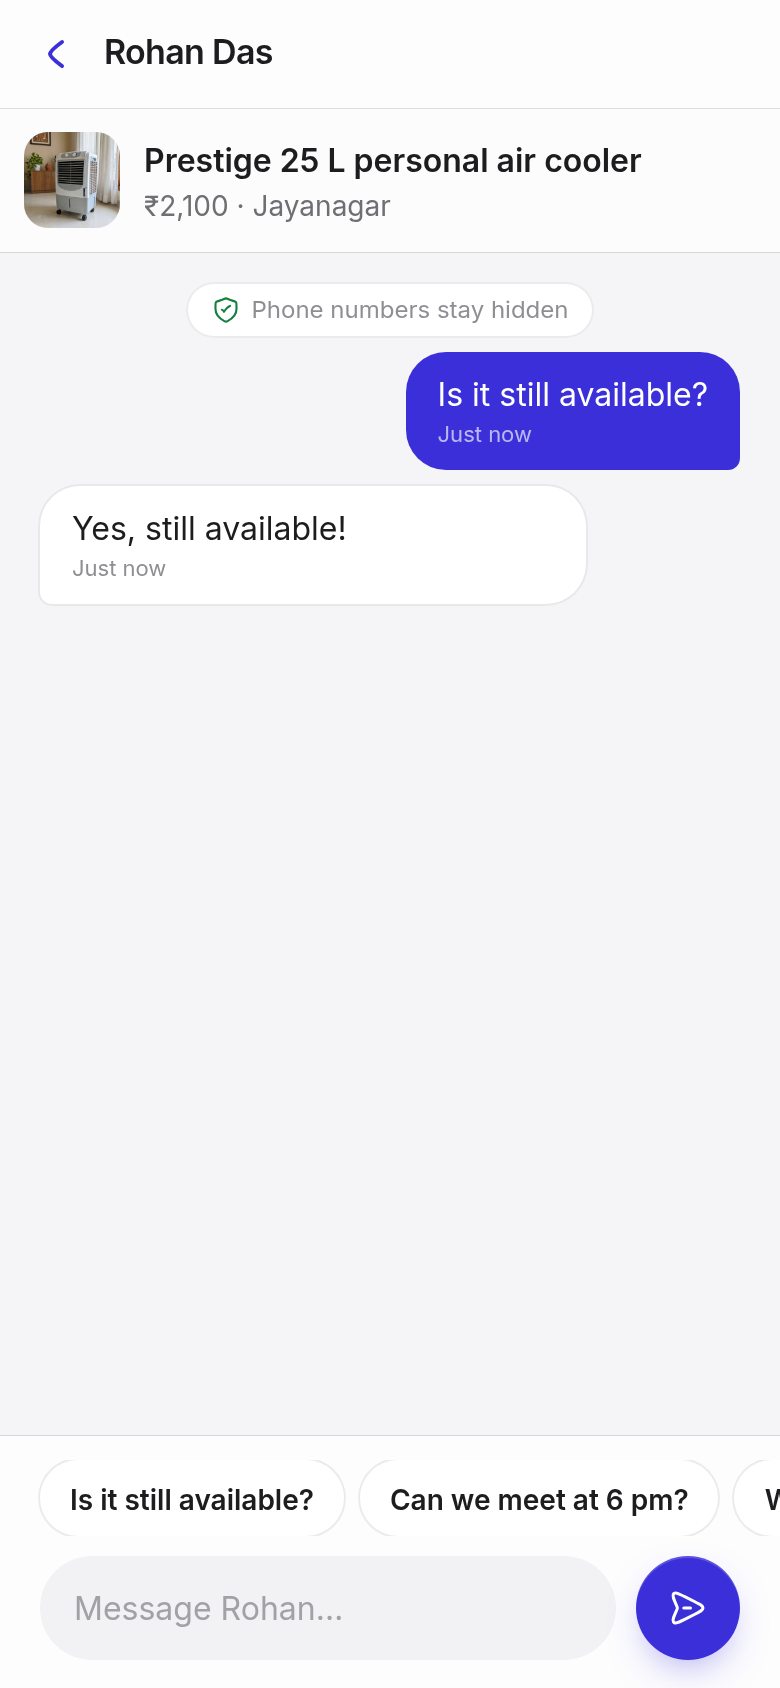 Rohan Das
Prestige 25 L personal air cooler
₹2,100 · Jayanagar
Phone numbers stay hidden
Is it still available?
Just now
Yes, still available!
Just now
Is it still available?
Can we meet at 6 pm?
Message Rohan...